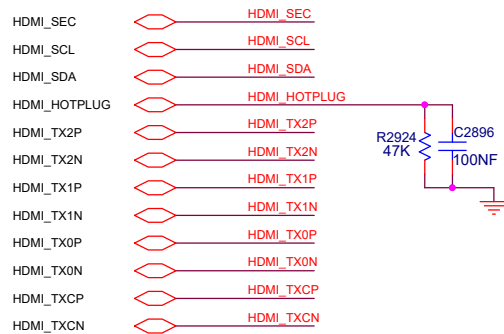 HDMI_SEC HDMI_SEC
HDMI_SCL HDMI_SCL
HDMI_SDA HDMI_SDA
HDMI_HOTPLUG HDMI_HOTPLUG
HDMI_TX2P HDMI_TX2P
R2924 C2896
HDMI_TX2N HDMI_TX2N
47K 100NF
HDMI_TX1P HDMI_TX1P
HDMI_TX1N HDMI_TX1N
HDMI_TX0P HDMI_TX0P
HDMI_TX0N HDMI_TX0N
HDMI_TXCP HDMI_TXCP
HDMI_TXCN HDMI_TXCN